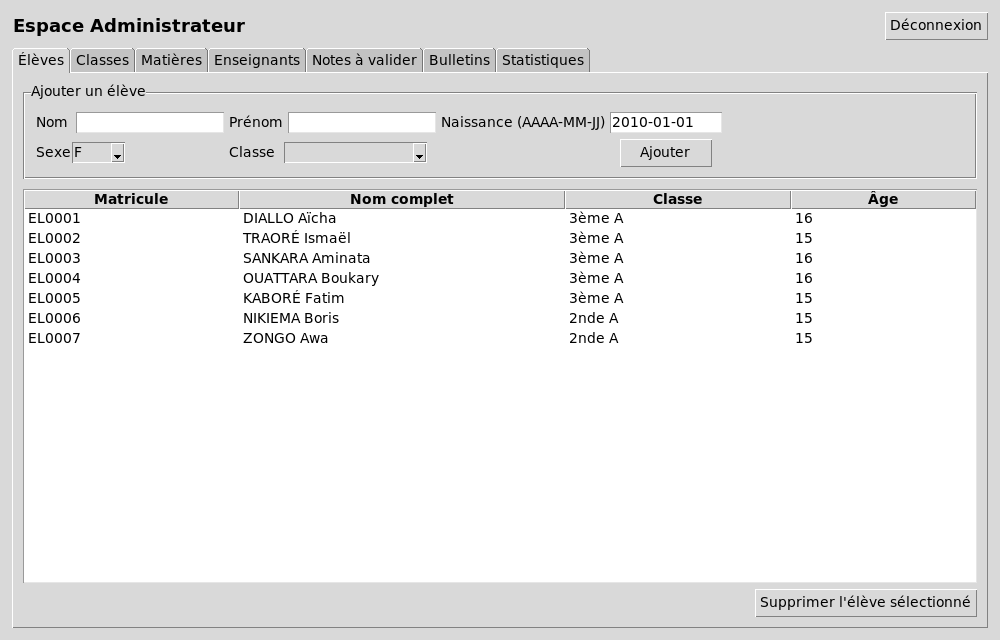 Espace Administrateur
Déconnexion
Élèves Classes Matières Enseignants Notes à valider Bulletins Statistiques
Ajouter un élève
Nom Prénom Naissance (AAAA-MM-JJ) 2010-01-01
Sexe F Classe Ajouter
Matricule Nom complet Classe Âge
EL0001 DIALLO Aïcha 3ème A 16
EL0002 TRAORÉ Ismaël 3ème A 15
EL0003 SANKARA Aminata 3ème A 16
EL0004 OUATTARA Boukary 3ème A 16
EL0005 KABORÉ Fatim 3ème A 15
EL0006 NIKIEMA Boris 2nde A 15
EL0007 ZONGO Awa 2nde A 15
Supprimer l'élève sélectionné